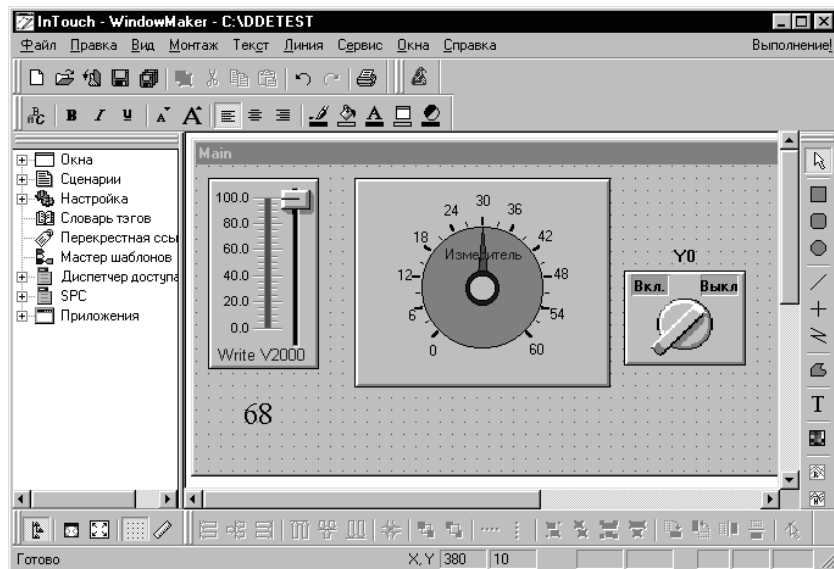 InTouch - WindowMaker - C:\DDETEST
Файл Правка Вид Монтаж Текст Линия Сервис Окна Справка Выполнение!
Main
Окна
Сценарии
Настройка
Словарь тэгов
Перекрестная ссы
Мастер шаблонов
Диспетчер доступа
SPC
Приложения
100.0
80.0
60.0
40.0
20.0
0.0
Write V2000
68
30
24 36
18 42
Измеритель
12 48
6 54
0 60
Y0
Вкл. Выкл
Готово X, Y 380 10